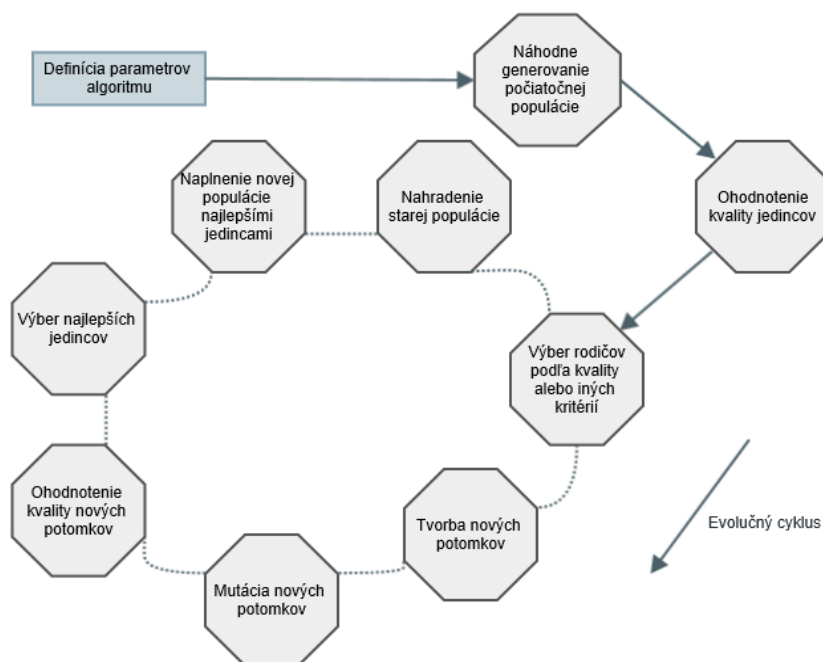 Definícia parametrov
algoritmu
Náhodne
generovanie
počiatočnej
populácie
Ohodnotenie
kvality jedincov
Naplnenie novej
populácie
najlepšími
jedincami
Nahradenie
starej populácie
Výber najlepších
jedincov
Výber rodičov
podľa kvality
alebo iných
kritérií
Ohodnotenie
kvality nových
potomkov
Tvorba nových
potomkov
Evolučný cyklus
Mutácia nových
potomkov